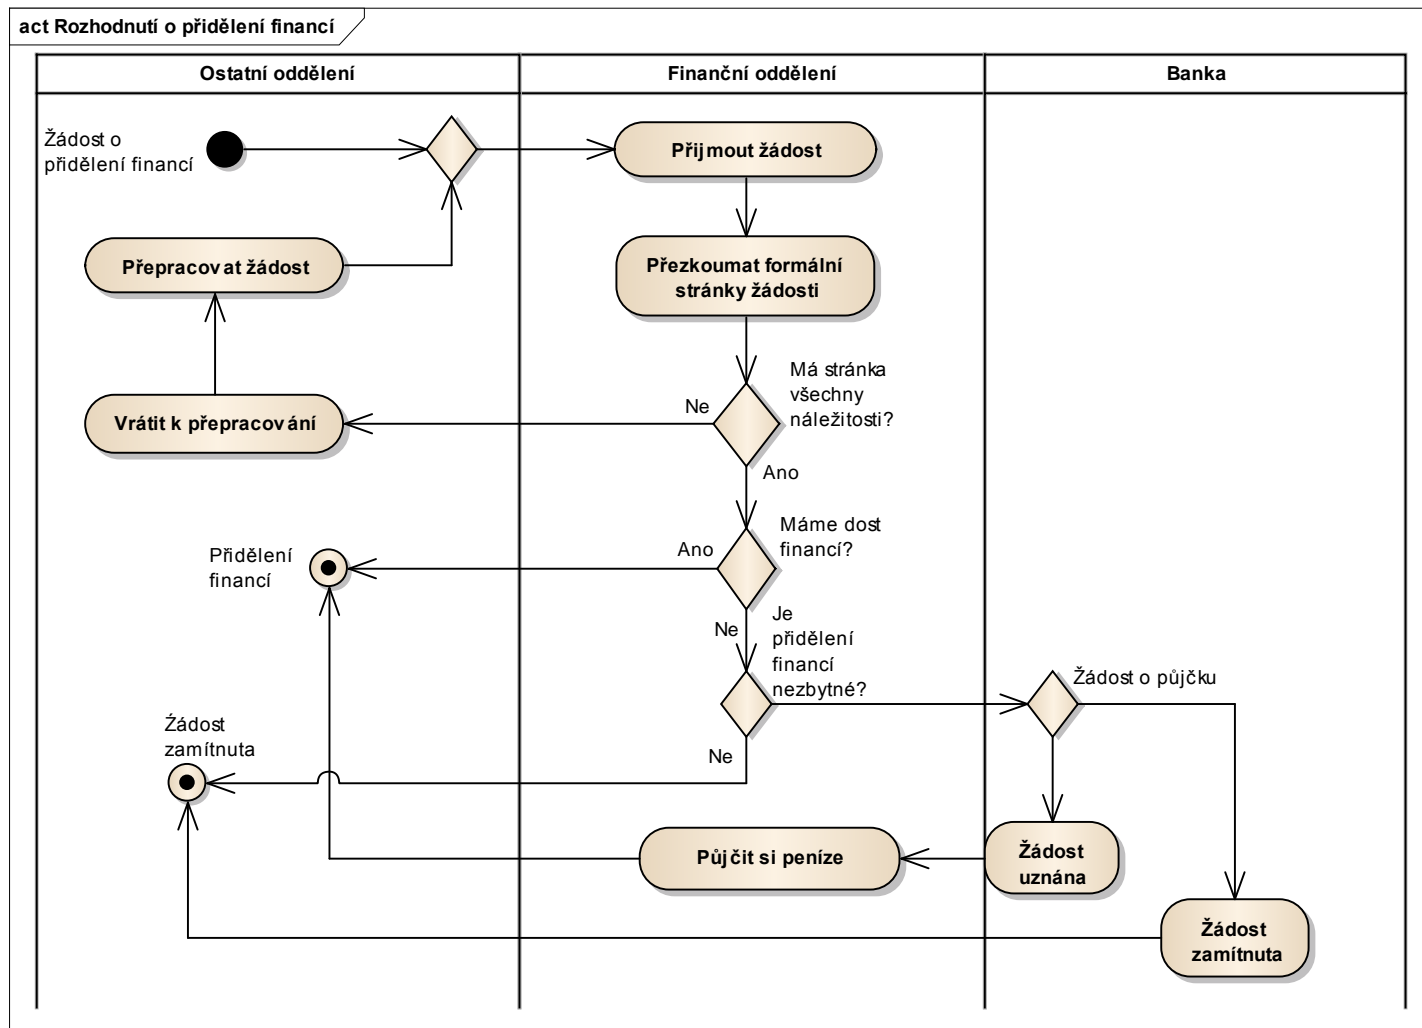 act Rozhodnutí o přidělení financí
Ostatní oddělení
Finanční oddělení
Banka
Žádost o
přidělení financí
Přijmout žádost
Přepracovat žádost
Přezkoumat formální
stránky žádosti
Má stránka
všechny
náležitosti?
Ne
Vrátit k přepracování
Ano
Máme dost
financí?
Ano
Přidělení
financí
Ne
Je
přidělení
financí
nezbytné?
Žádost o půjčku
Źádost
zamítnuta
Ne
Půjčit si peníze
Žádost
uznána
Žádost
zamítnuta